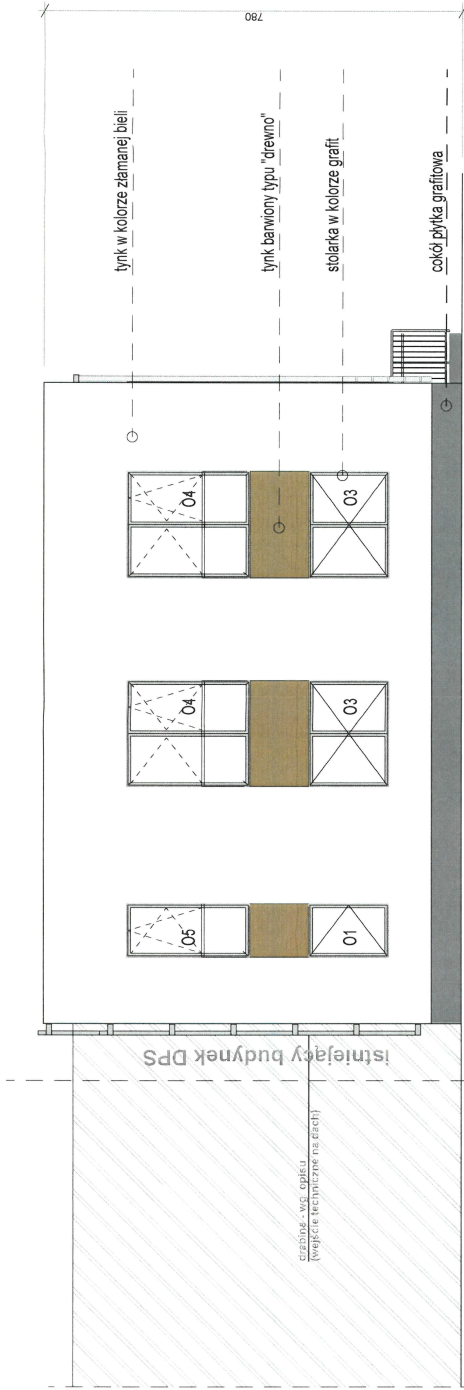 780
tynk w kolorze złamanej bieli
tynk barwiony typu "drewno"
stolarka w kolorze grafit
cokół płytka grafitowa
O4
O3
O4
O3
O5
O1
istniejący budynek DPS
drabina - wg. opisu
(wejście techniczne na dach)